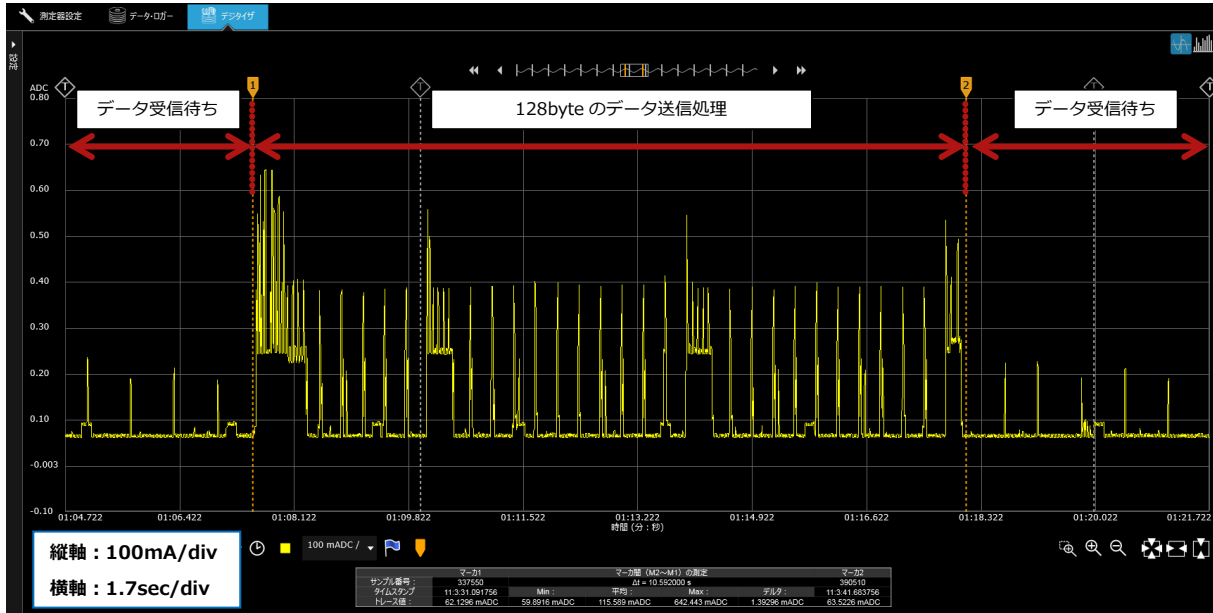 測定器設定 データ・ロガー デジタイザ
設定
ADC
1 2
データ受信待ち 128byte のデータ送信処理 データ受信待ち
0.80
0.70
0.60
0.50
0.40
0.30
0.20
0.10
-0.003
-0.10
01:04.722 01:06.422 01:08.122 01:09.822 01:11.522 01:13.222 01:14.922 01:16.622 01:18.322 01:20.022 01:21.722
時間 (分 : 秒)
縦軸：100mA/div
横軸：1.7sec/div
100 mADC /
マーカ1 マーカ間（M2～M1）の測定 マーカ2
サンプル番号 : 337550 Δt = 10.592000 s 390510
タイムスタンプ 11:3:31.091756 Min : 平均 : Max : デルタ : 11:3:41.683756
トレース値 : 62.1296 mADC 59.8916 mADC 115.589 mADC 642.443 mADC 1.39296 mADC 63.5226 mADC